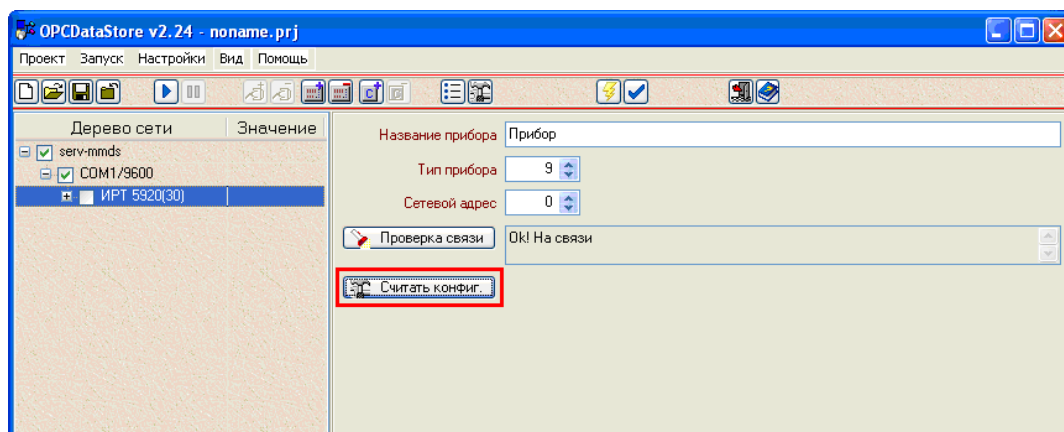 OPCDataStore v2.24 - noname.prj
Проект Запуск Настройки Вид Помощь
Дерево сети Значение
serv-mmds
COM1/9600
ИРТ 5920(30)
Название прибора Прибор
Тип прибора 9
Сетевой адрес 0
Проверка связи Ok! На связи
Считать конфиг.